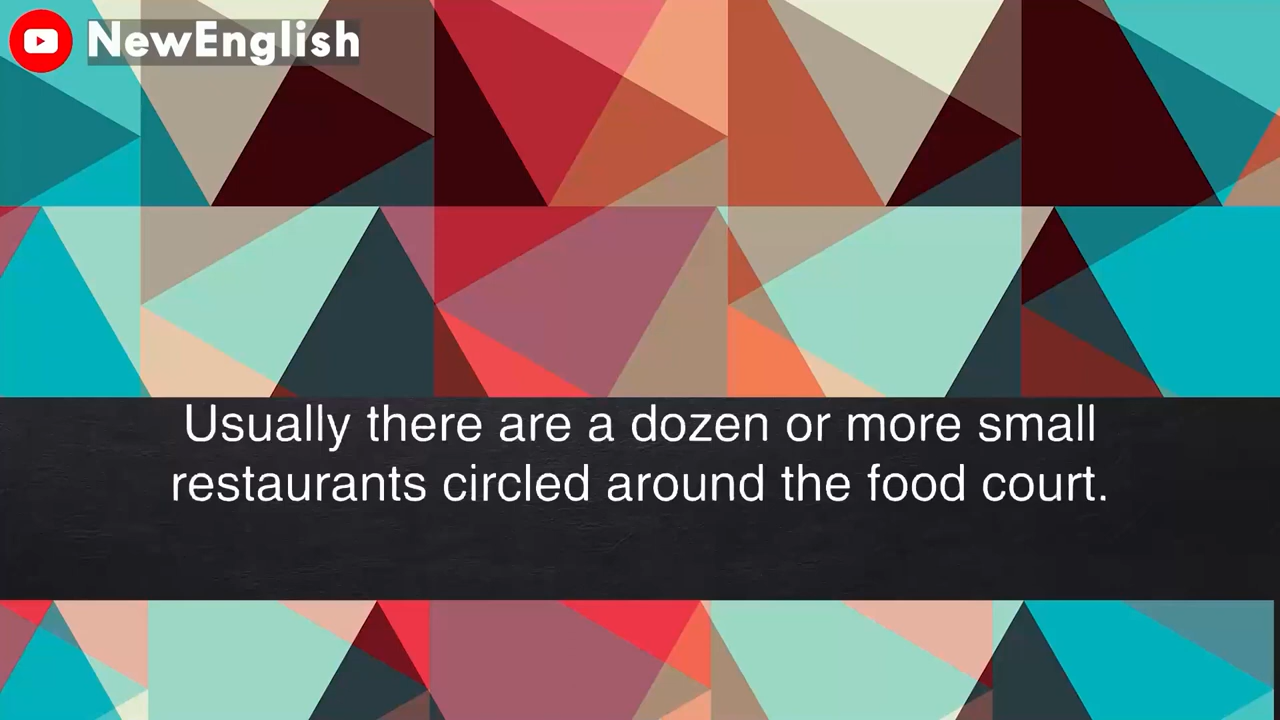 NewEnglish
Usually there are a dozen or more small
restaurants circled around the food court.